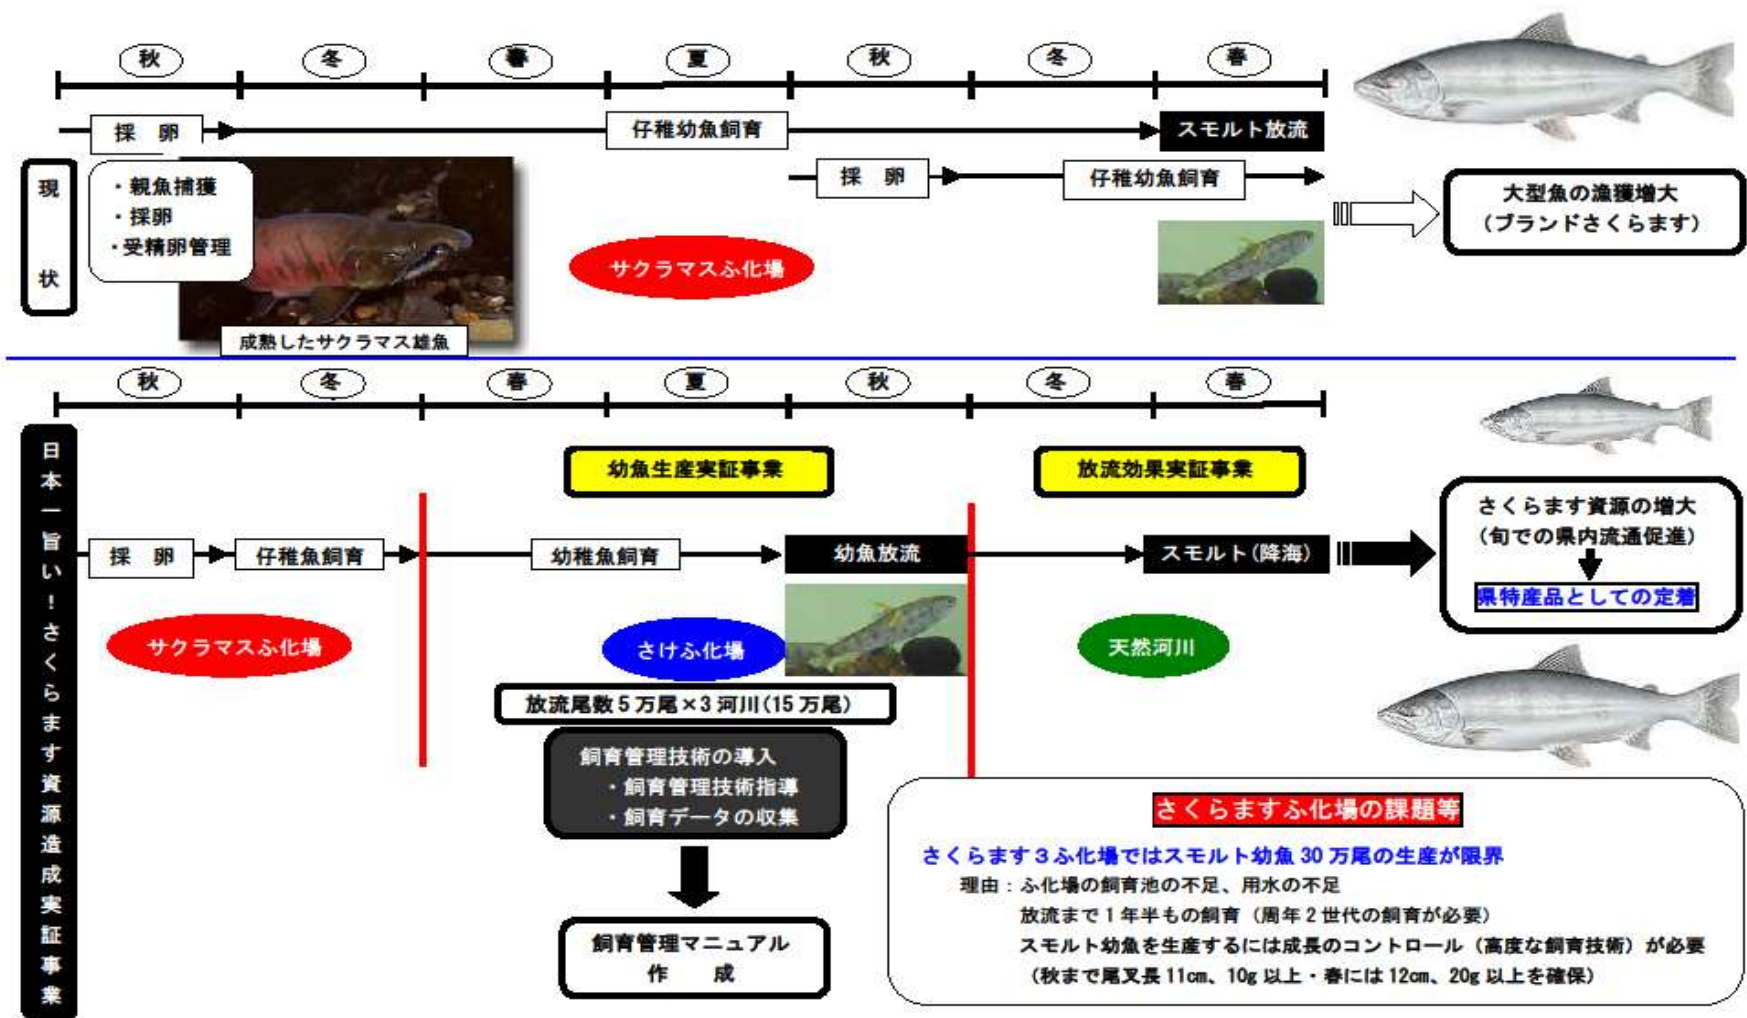 秋 冬 春 夏 秋 冬 春
採 卵
仔稚幼魚飼育
スモルト放流
現状
・親魚捕獲
・採卵
・受精卵管理
成熟したサクラマス雄魚
サクラマスふ化場
採 卵
仔稚幼魚飼育
大型魚の漁獲増大
(ブランドさくらます)
秋 冬 春 夏 秋 冬 春
日本一旨い!さくらます資源造成実証事業
幼魚生産実証事業
放流効果実証事業
採 卵
仔稚魚飼育
幼稚魚飼育
幼魚放流
スモルト(降海)
さくらます資源の増大
(旬での県内流通促進)
県特産品としての定着
サクラマスふ化場
さけふ化場
天然河川
放流尾数5万尾×3河川(15万尾)
飼育管理技術の導入
・飼育管理技術指導
・飼育データの収集
飼育管理マニュアル
作 成
さくらますふ化場の課題等
さくらます3ふ化場ではスモルト幼魚30万尾の生産が限界
理由:ふ化場の飼育池の不足、用水の不足
放流まで1年半もの飼育(周年2世代の飼育が必要)
スモルト幼魚を生産するには成長のコントロール(高度な飼育技術)が必要
(秋まで尾叉長11cm、10g以上・春には12cm、20g以上を確保)